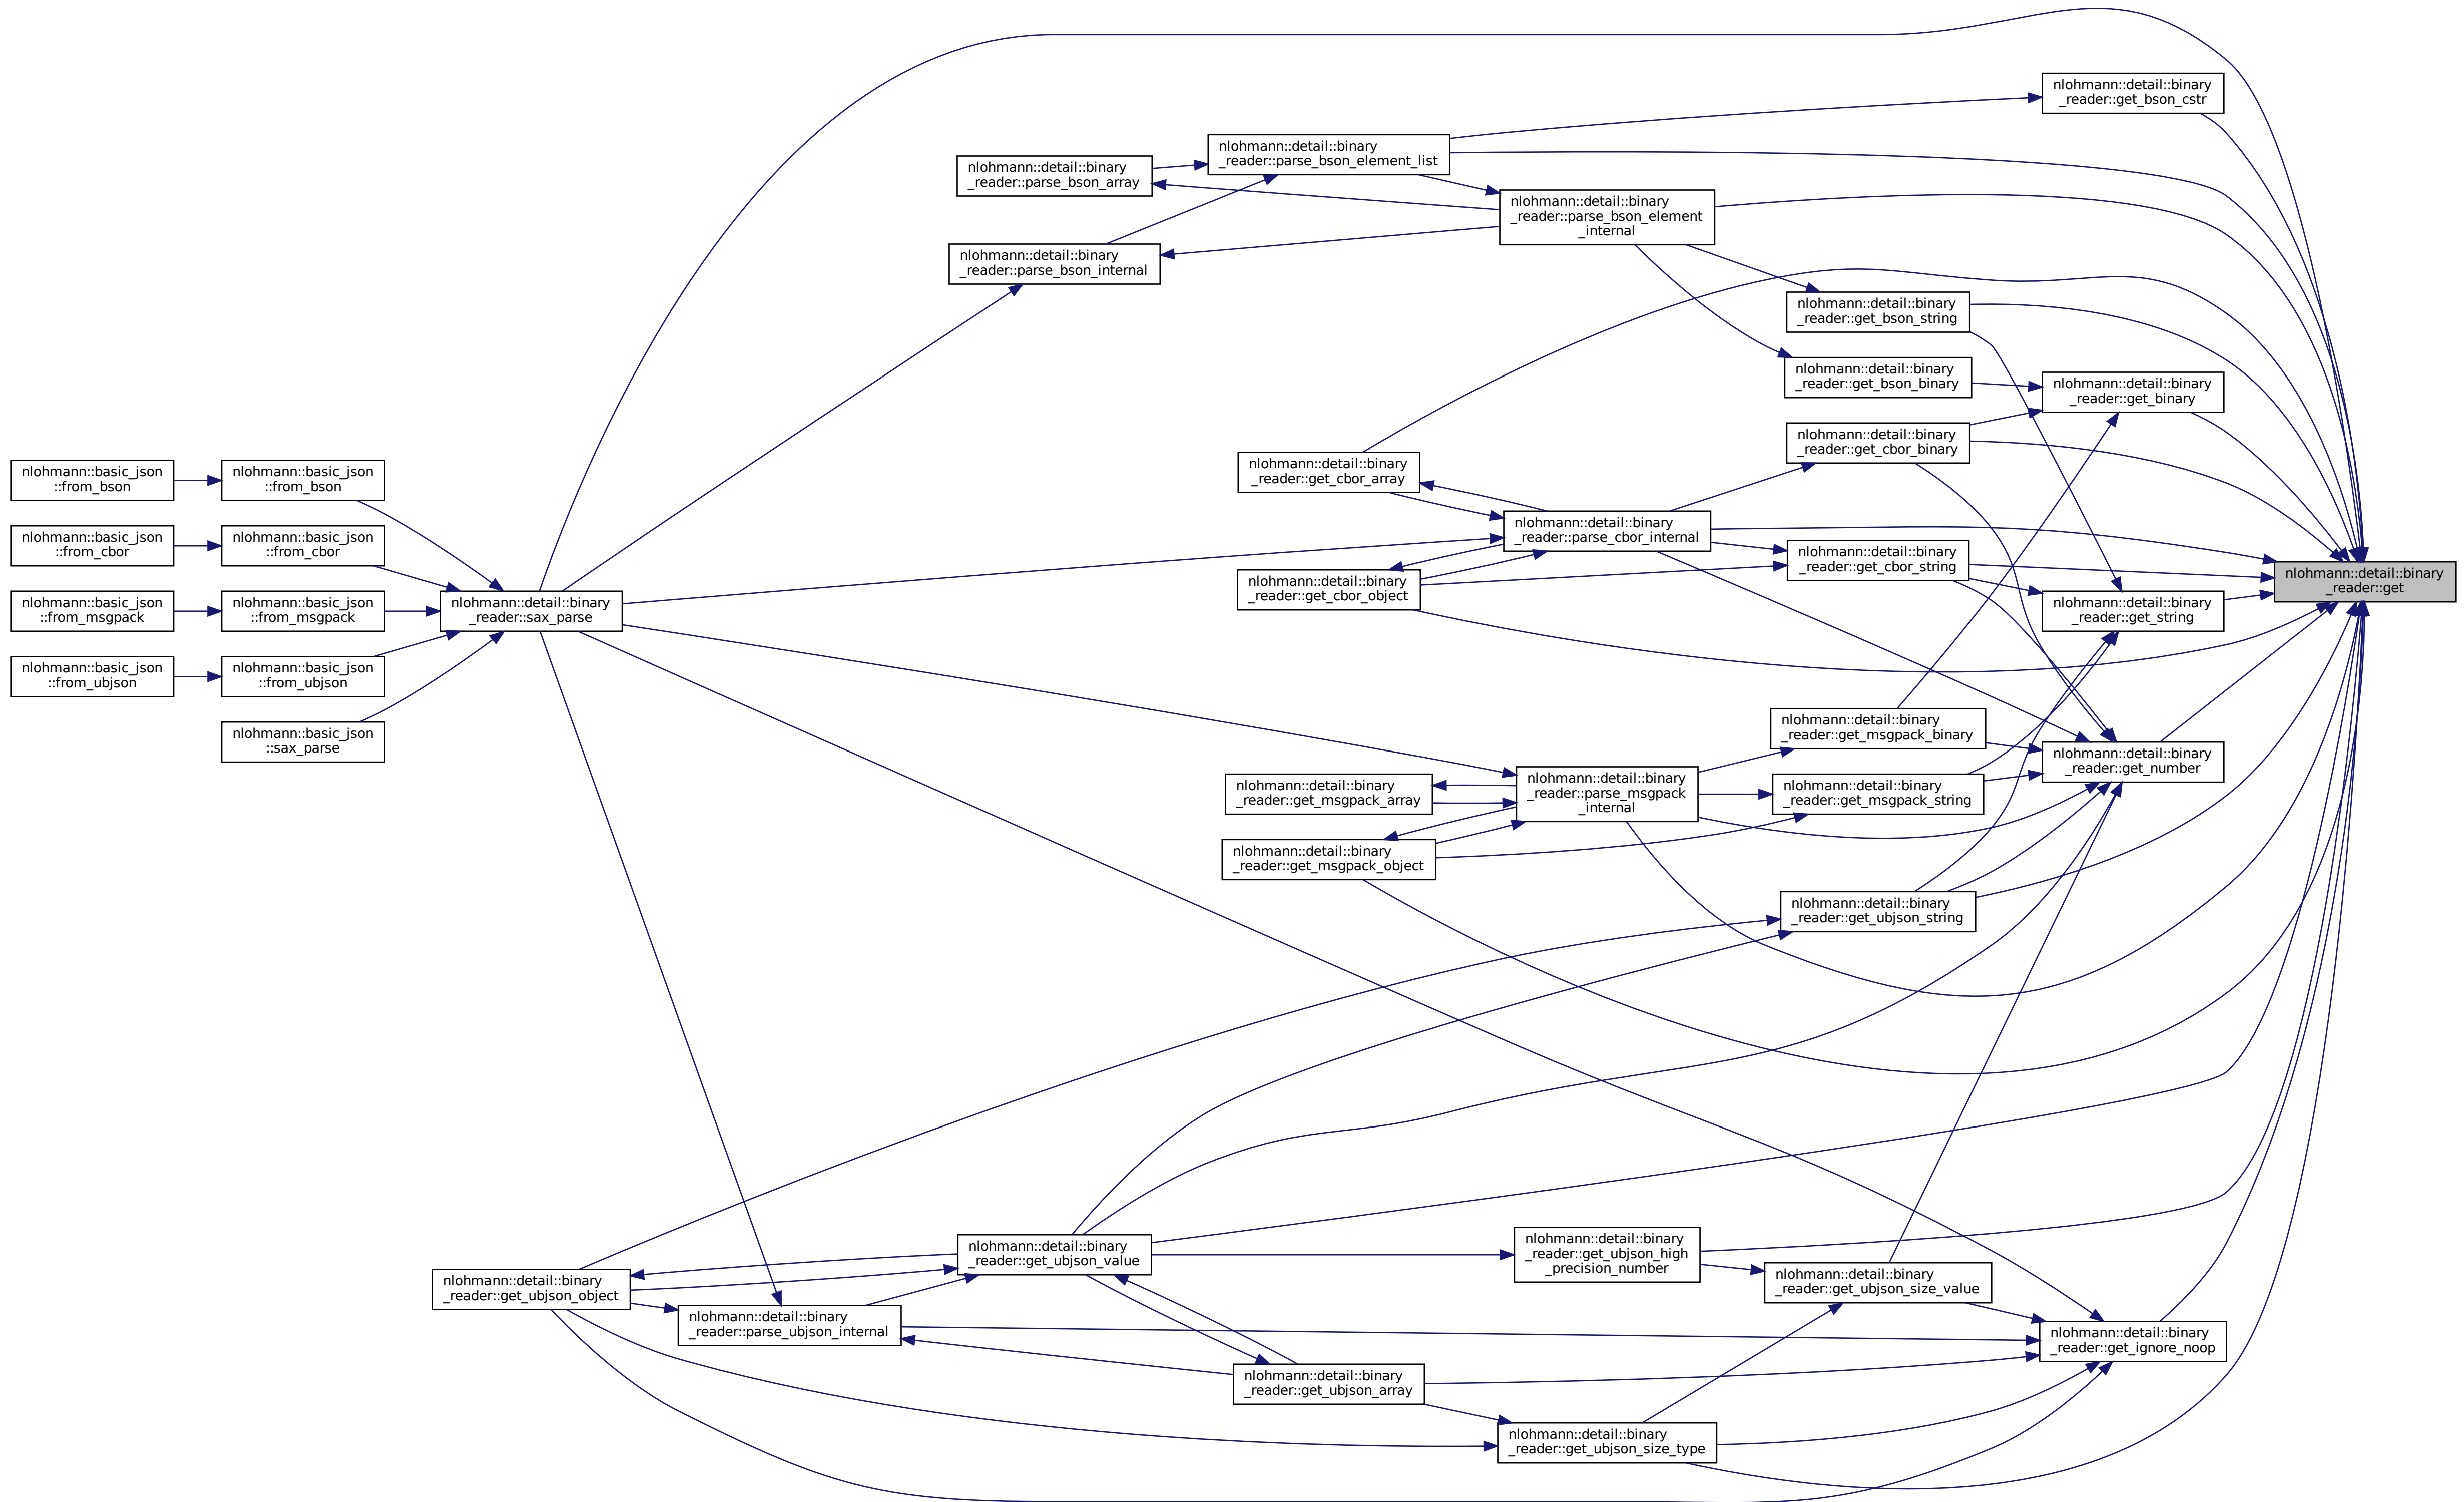 nlohmann::detail::binary
_reader::get_bson_cstr
nlohmann::detail::binary
_reader::parse_bson_element_list
nlohmann::detail::binary
_reader::parse_bson_array
nlohmann::detail::binary
_reader::parse_bson_element
_internal
nlohmann::detail::binary
_reader::parse_bson_internal
nlohmann::detail::binary
_reader::get_bson_string
nlohmann::detail::binary
_reader::get_bson_binary
nlohmann::detail::binary
_reader::get_binary
nlohmann::detail::binary
_reader::get_cbor_binary
nlohmann::detail::binary
_reader::get_cbor_array
nlohmann::basic_json
::from_bson
nlohmann::basic_json
::from_bson
nlohmann::detail::binary
_reader::parse_cbor_internal
nlohmann::basic_json
::from_cbor
nlohmann::basic_json
::from_cbor
nlohmann::detail::binary
_reader::get_cbor_string
nlohmann::detail::binary
_reader::get
nlohmann::detail::binary
_reader::get_cbor_object
nlohmann::basic_json
::from_msgpack
nlohmann::basic_json
::from_msgpack
nlohmann::detail::binary
_reader::sax_parse
nlohmann::detail::binary
_reader::get_string
nlohmann::basic_json
::from_ubjson
nlohmann::basic_json
::from_ubjson
nlohmann::basic_json
::sax_parse
nlohmann::detail::binary
_reader::get_msgpack_binary
nlohmann::detail::binary
_reader::get_number
nlohmann::detail::binary
_reader::get_msgpack_array
nlohmann::detail::binary
_reader::parse_msgpack
_internal
nlohmann::detail::binary
_reader::get_msgpack_string
nlohmann::detail::binary
_reader::get_msgpack_object
nlohmann::detail::binary
_reader::get_ubjson_string
nlohmann::detail::binary
_reader::get_ubjson_value
nlohmann::detail::binary
_reader::get_ubjson_high
_precision_number
nlohmann::detail::binary
_reader::get_ubjson_object
nlohmann::detail::binary
_reader::get_ubjson_size_value
nlohmann::detail::binary
_reader::parse_ubjson_internal
nlohmann::detail::binary
_reader::get_ignore_noop
nlohmann::detail::binary
_reader::get_ubjson_array
nlohmann::detail::binary
_reader::get_ubjson_size_type